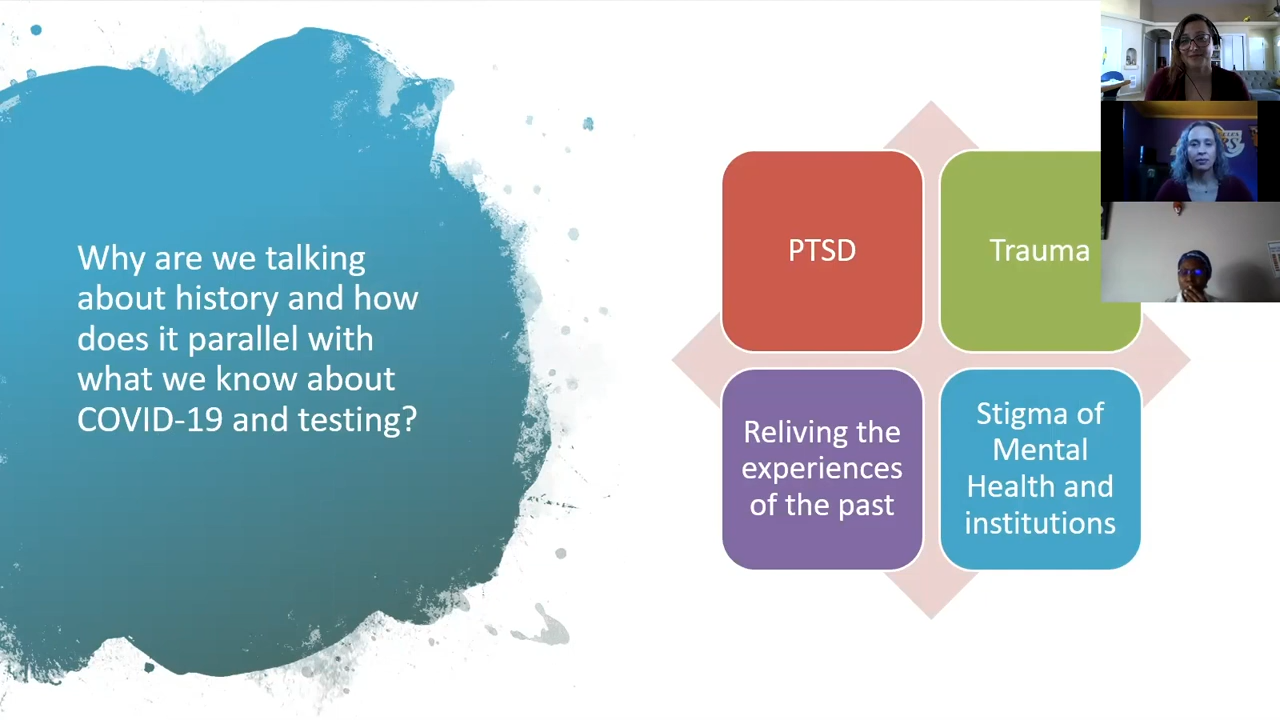 Why are we talking
about history and how
does it parallel with
what we know about
COVID-19 and testing?
PTSD
Trauma
Reliving the
experiences
of the past
Stigma of
Mental
Health and
institutions